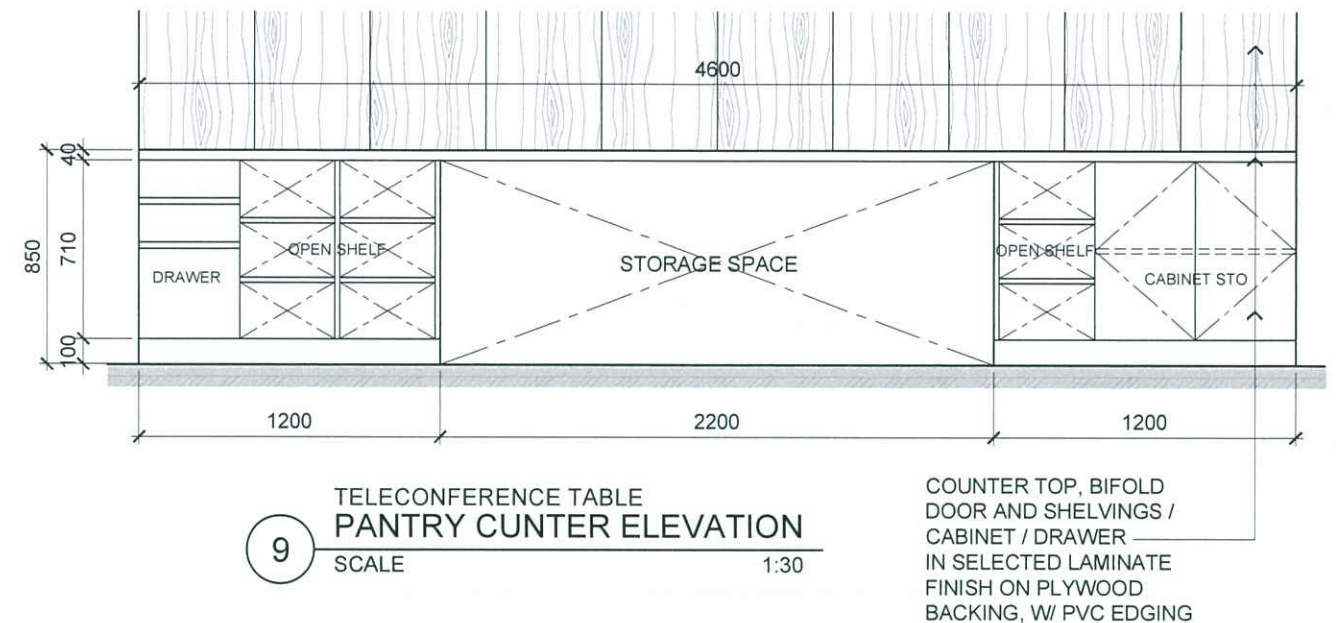 4600
40
850
710
100
DRAWER
OPEN SHELF
STORAGE SPACE
OPEN SHELF
CABINET STO
1200
2200
1200
9
TELECONFERENCE TABLE
PANTRY CUNTER ELEVATION
SCALE 1:30
COUNTER TOP, BIFOLD
DOOR AND SHELVINGS /
CABINET / DRAWER
IN SELECTED LAMINATE
FINISH ON PLYWOOD
BACKING, W/ PVC EDGING